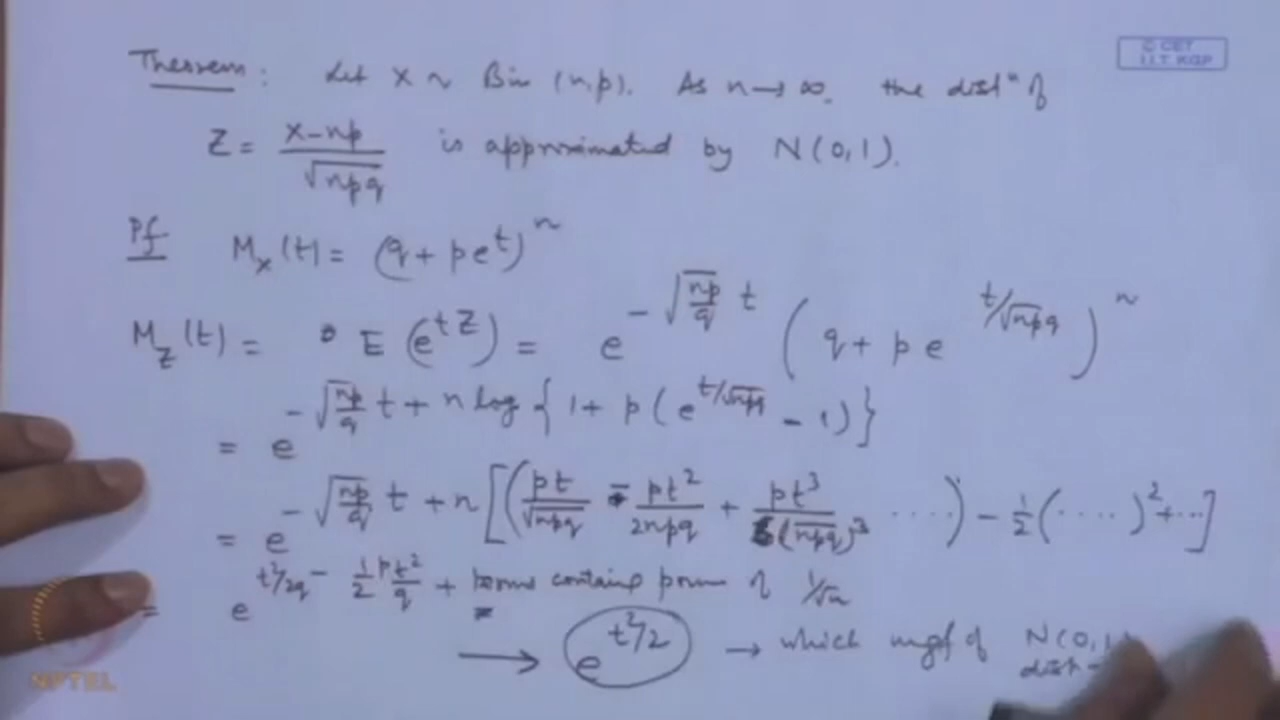 © CET
I.I.T. KGP
Theorem: Let X ~ Bin (n,p). As n→ ∞. the distⁿ of
Z = (X-np)/√npq is approximated by N(0,1).
Pf M_X(t) = (q+pe^t)^n
M_Z(t) = E(e^{tZ}) = e^{-√(np/q) t} (q+pe^{t/√npq})^n
= e^{-√(np/q) t + n log{1+p(e^{t/√npq} - 1)}}
= e^{-√(np/q) t + n[(pt/√npq + pt²/2npq + pt³/6(√npq)³ ....) - 1/2(....)² + ...]}
= e^{t²/2q - 1/2 pt²/q + terms containg power of 1/√n}
→ e^{t²/2} → which mgf of N(0,1)
distⁿ
NPTEL